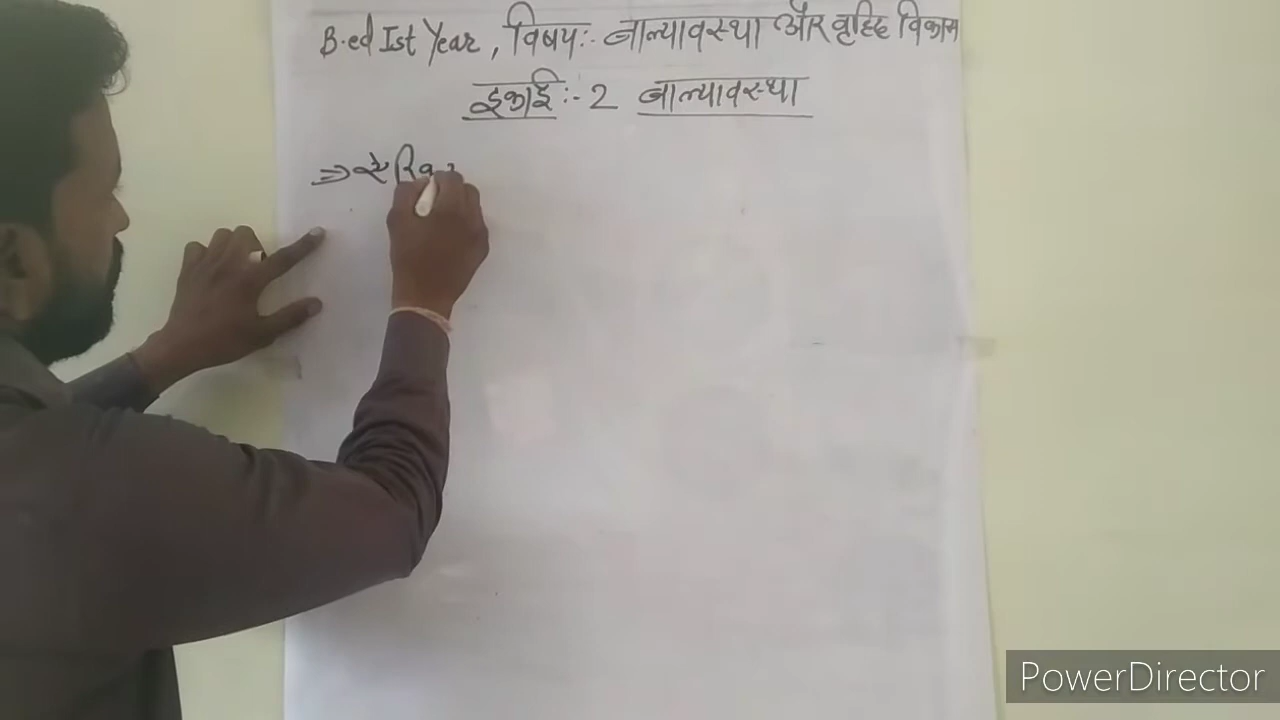 B.ed Ist Year, विषय:- बाल्यावस्था और वृद्धि विकास
इकाई:- 2 बाल्यावस्था
⇒
PowerDirector